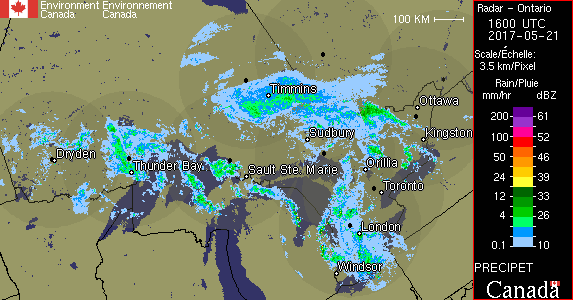 Environment Environnement
Canada Canada
100 KM
Timmins
Ottawa
Sudbury
Kingston
Dryden
Thunder Bay
Sault Ste. Marie
Orillia
Toronto
London
Windsor
Radar - Ontario
1600 UTC
2017-05-21
Scale/Échelle:
3.5 km/Pixel
Rain/Pluie
mm/hr dBZ
200 61
100 52
50 46
24 39
12 33
4 26
0.1 10
PRECIPET
Canada